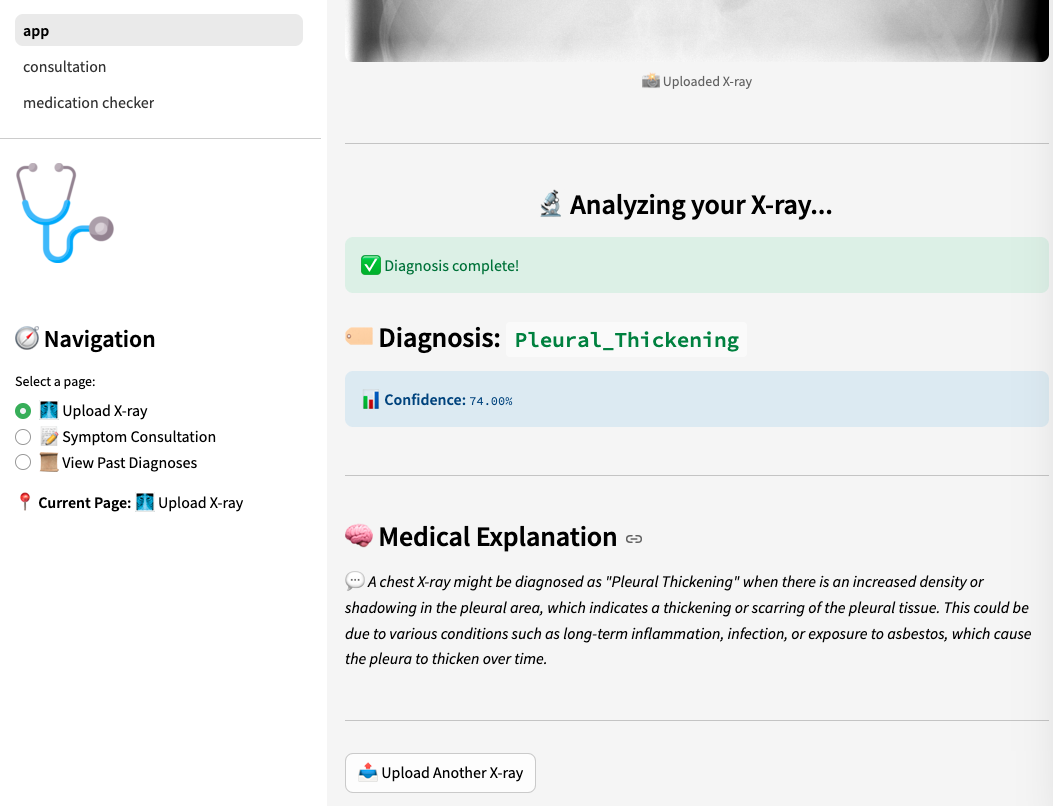 app
consultation
medication checker
🧭 Navigation
Select a page:
🩻 Upload X-ray
📝 Symptom Consultation
📜 View Past Diagnoses
📍 Current Page: 🩻 Upload X-ray
📸 Uploaded X-ray
🔬 Analyzing your X-ray...
✅ Diagnosis complete!
🏷️ Diagnosis: Pleural_Thickening
📊 Confidence: 74.00%
🧠 Medical Explanation
💬 A chest X-ray might be diagnosed as "Pleural Thickening" when there is an increased density or
shadowing in the pleural area, which indicates a thickening or scarring of the pleural tissue. This could be
due to various conditions such as long-term inflammation, infection, or exposure to asbestos, which cause
the pleura to thicken over time.
📤 Upload Another X-ray